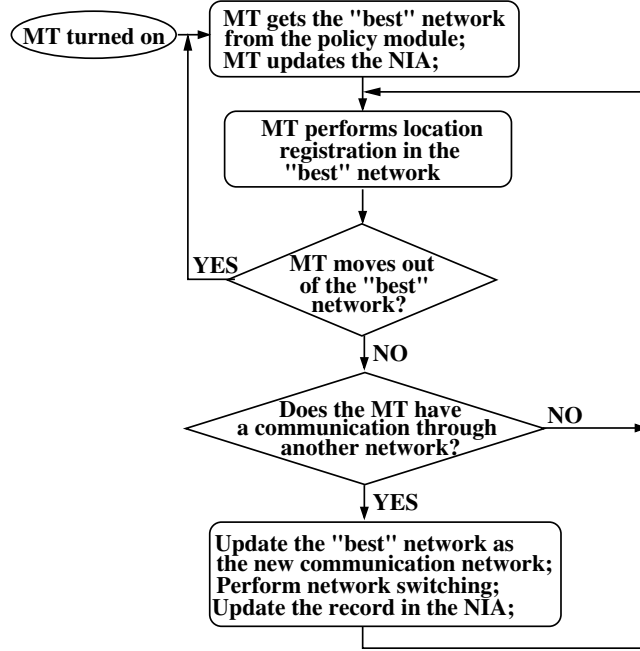 MT turned on
MT gets the "best" network
from the policy module;
MT updates the NIA;
MT performs location
registration in the
"best" network
YES
MT moves out
of the "best"
network?
NO
Does the MT have
a communication through
another network?
NO
YES
Update the "best" network as
the new communication network;
Perform network switching;
Update the record in the NIA;